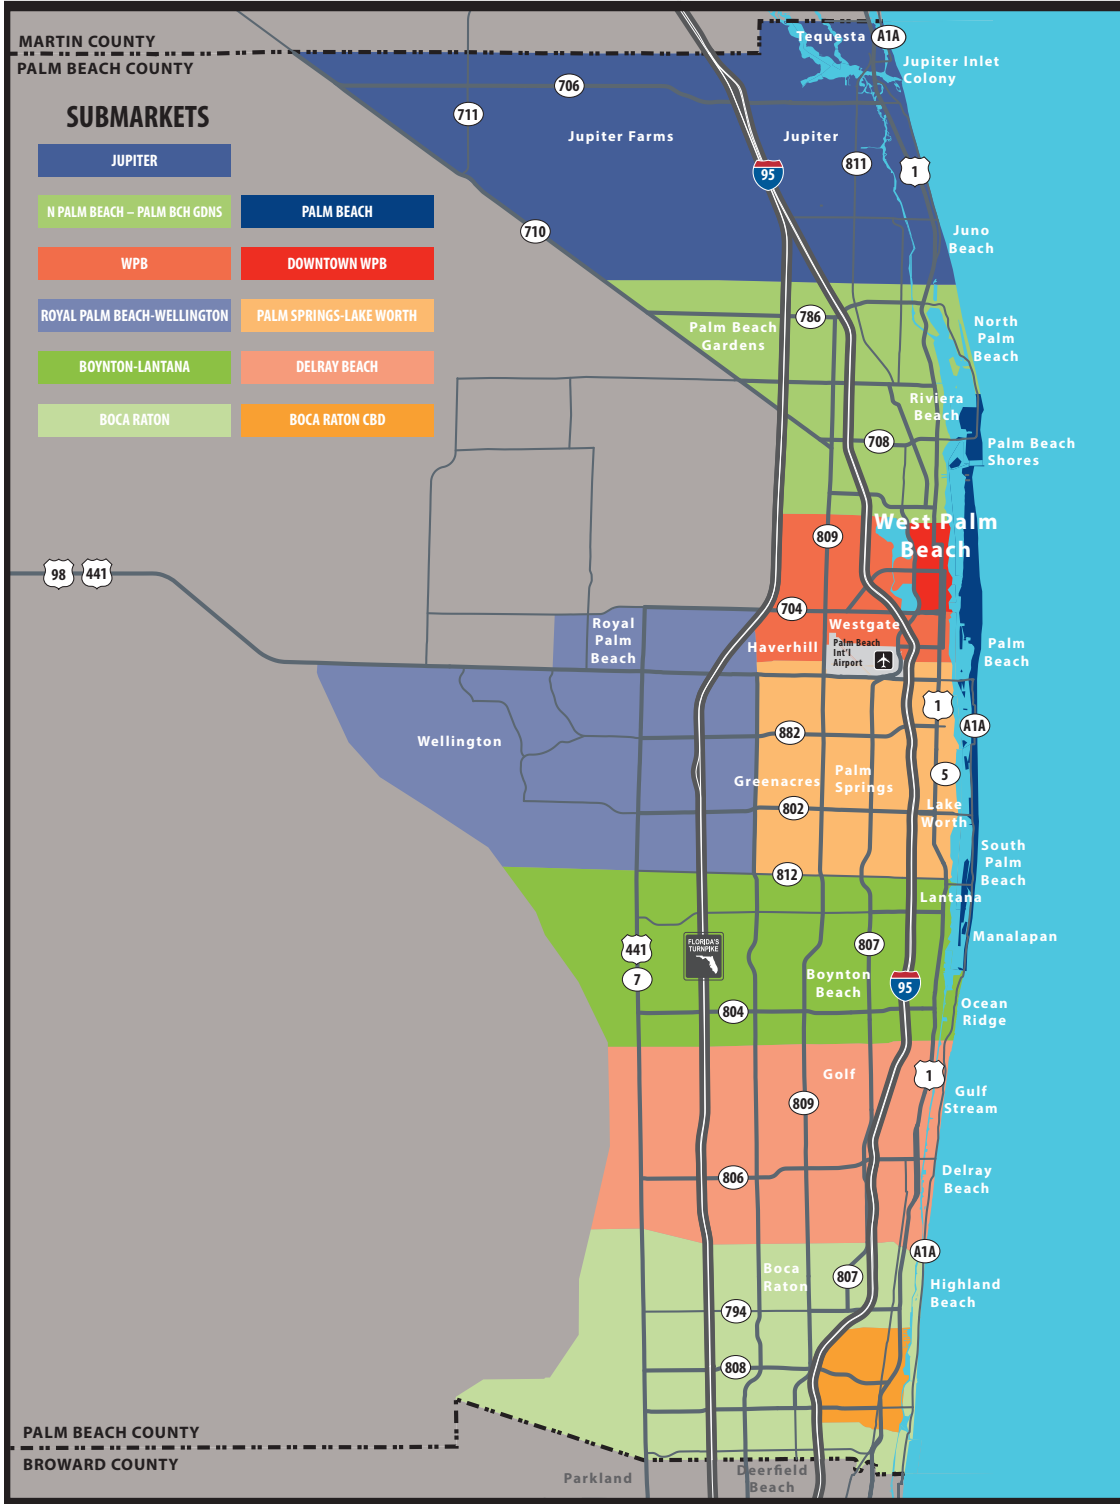 MARTIN COUNTY
PALM BEACH COUNTY
SUBMARKETS
JUPITER
N PALM BEACH – PALM BCH GDNS
PALM BEACH
WPB
DOWNTOWN WPB
ROYAL PALM BEACH-WELLINGTON
PALM SPRINGS-LAKE WORTH
BOYNTON-LANTANA
DELRAY BEACH
BOCA RATON
BOCA RATON CBD
Tequesta
A1A
Jupiter Inlet
Colony
706
711
Jupiter Farms
Jupiter
811
95
1
710
Juno
Beach
786
Palm Beach
Gardens
North
Palm
Beach
Riviera
Beach
708
Palm Beach
Shores
West Palm
Beach
809
98
441
704
Royal
Palm
Beach
Westgate
Haverhill
Palm Beach
Int'l
Airport
Palm
Beach
1
A1A
Wellington
882
Greenacres
Palm
Springs
5
802
Lake
Worth
South
Palm
Beach
812
Lantana
Manalapan
441
7
FLORIDA'S
TURNPIKE
807
Boynton
Beach
95
804
Ocean
Ridge
Golf
1
809
Gulf
Stream
806
Delray
Beach
A1A
Boca
Raton
807
Highland
Beach
794
808
PALM BEACH COUNTY
BROWARD COUNTY
Parkland
Deerfield
Beach